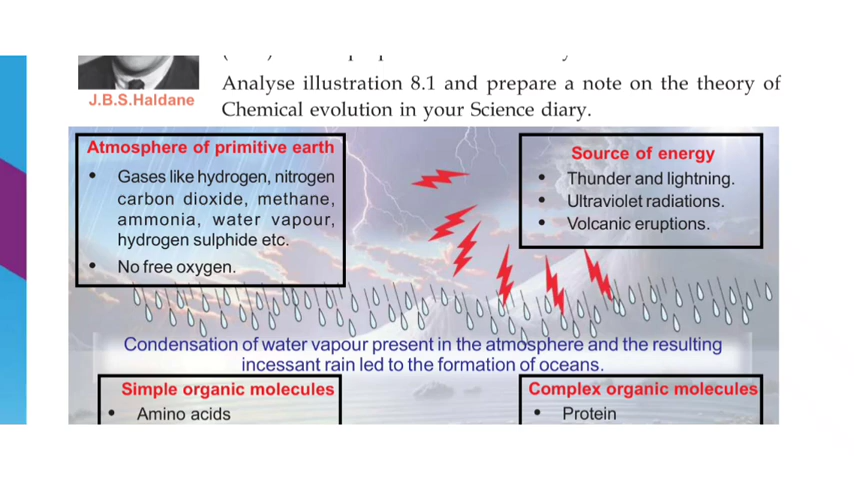 J.B.S.Haldane
Analyse illustration 8.1 and prepare a note on the theory of
Chemical evolution in your Science diary.
Atmosphere of primitive earth
• Gases like hydrogen, nitrogen
carbon dioxide, methane,
ammonia, water vapour,
hydrogen sulphide etc.
• No free oxygen.
Source of energy
• Thunder and lightning.
• Ultraviolet radiations.
• Volcanic eruptions.
Condensation of water vapour present in the atmosphere and the resulting
incessant rain led to the formation of oceans.
Simple organic molecules
• Amino acids
Complex organic molecules
• Protein